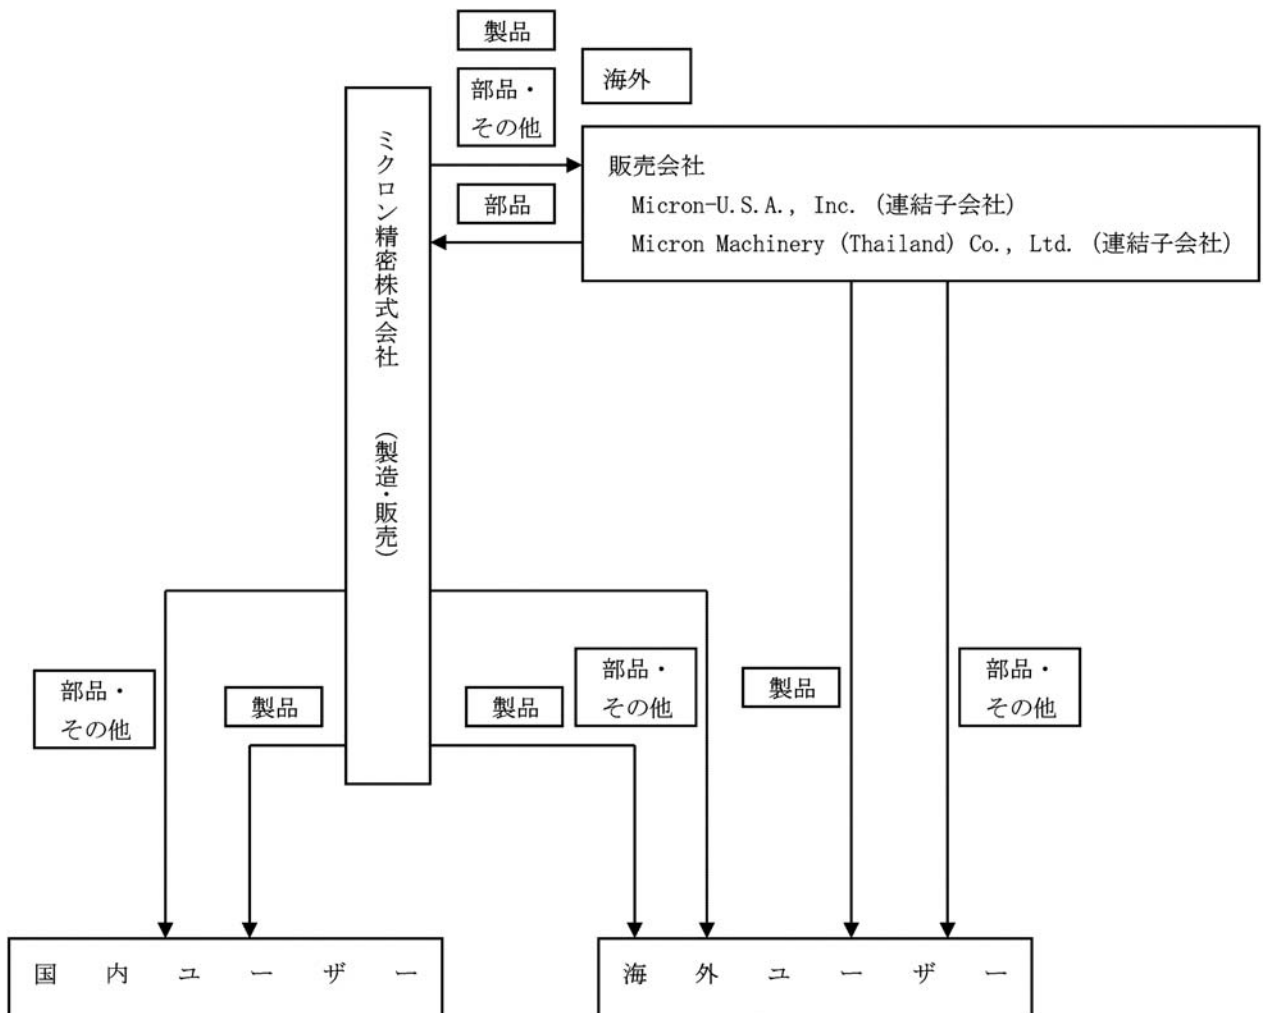 製品
海外
部品・
その他
販売会社
Micron-U.S.A., Inc. (連結子会社)
Micron Machinery (Thailand) Co., Ltd. (連結子会社)
部品
ミクロン精密株式会社 (製造・販売)
部品・
その他
製品
製品
部品・
その他
製品
部品・
その他
国内ユーザー
海外ユーザー